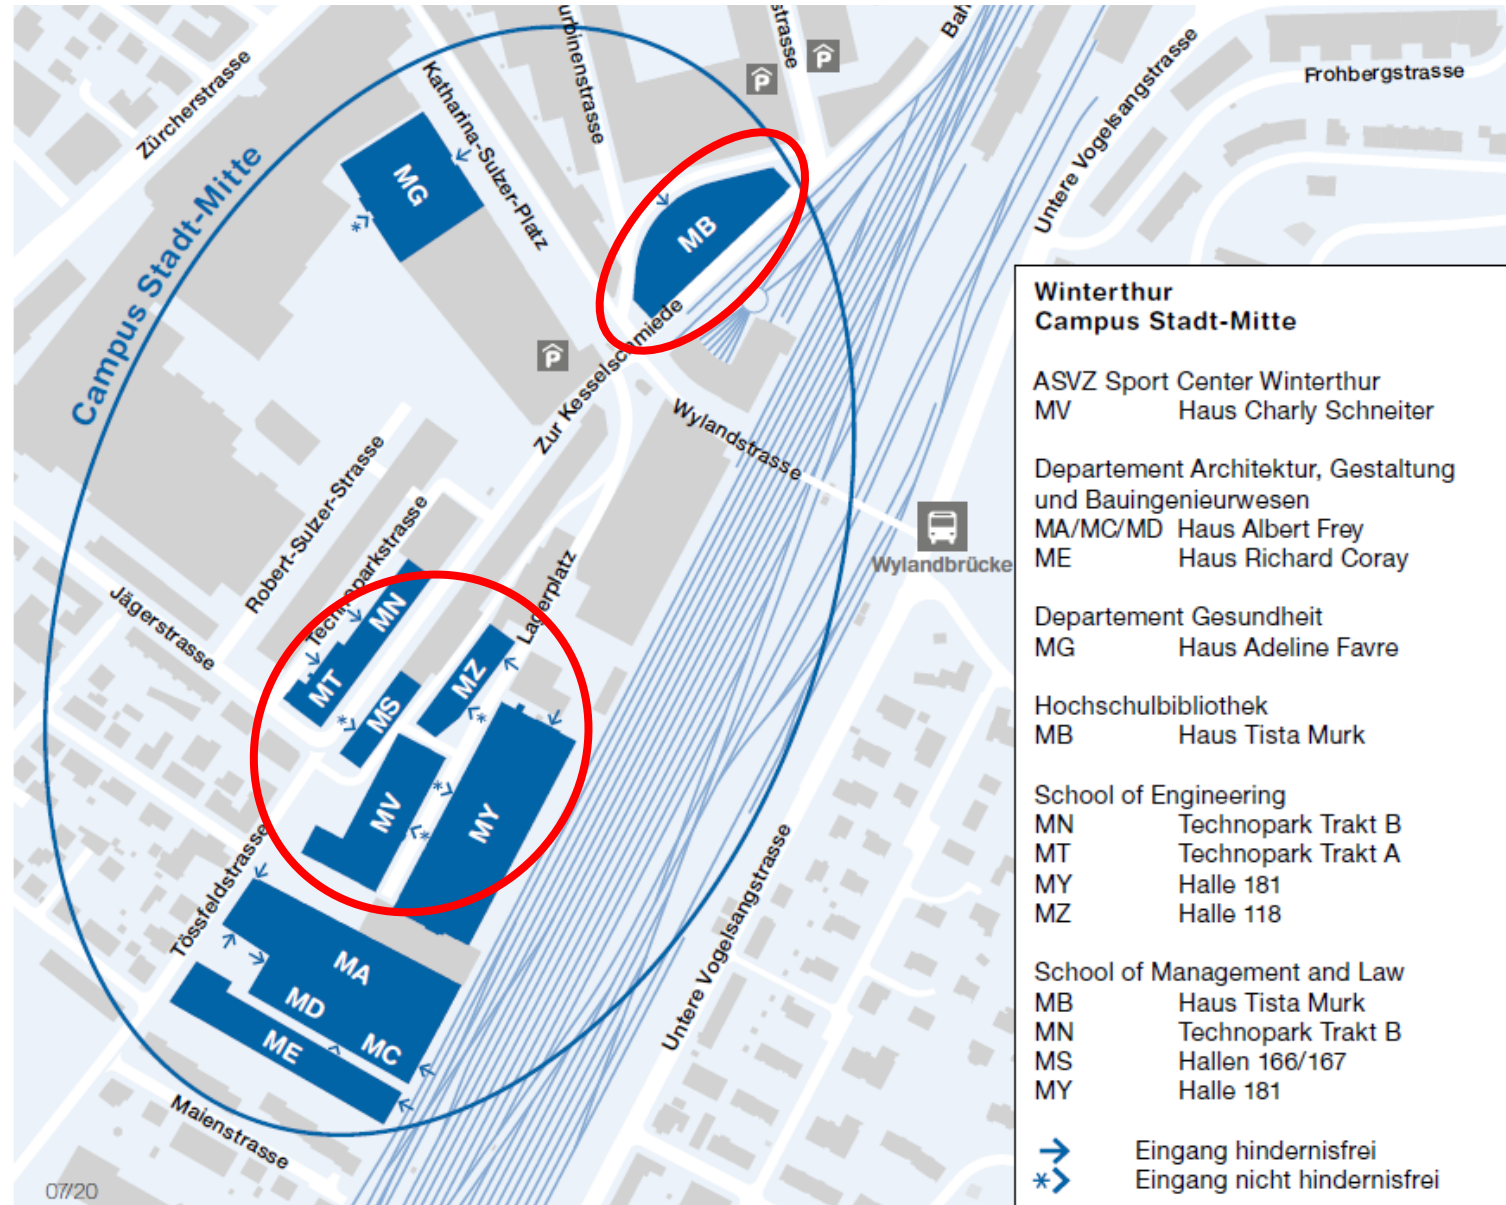 Zürcherstrasse
Katharina-Sulzer-Platz
urbinenstrasse
strasse
P
P
Bah
Untere Vogelsangstrasse
Frohbergstrasse
Campus Stadt-Mitte
MG
MB
P
Zur Kesselschmiede
Wylandstrasse
Wylandbrücke
Robert-Sulzer-Strasse
Technoparkstrasse
Jägerstrasse
Lagerplatz
MN
MT
MS
MZ
MV
MY
Tössfeldstrasse
MA
MD
MC
ME
Untere Vogelsangstrasse
Maienstrasse
07/20
Winterthur
Campus Stadt-Mitte
ASVZ Sport Center Winterthur
MV Haus Charly Schneiter
Departement Architektur, Gestaltung
und Bauingenieurwesen
MA/MC/MD Haus Albert Frey
ME Haus Richard Coray
Departement Gesundheit
MG Haus Adeline Favre
Hochschulbibliothek
MB Haus Tista Murk
School of Engineering
MN Technopark Trakt B
MT Technopark Trakt A
MY Halle 181
MZ Halle 118
School of Management and Law
MB Haus Tista Murk
MN Technopark Trakt B
MS Hallen 166/167
MY Halle 181
→ Eingang hindernisfrei
*> Eingang nicht hindernisfrei